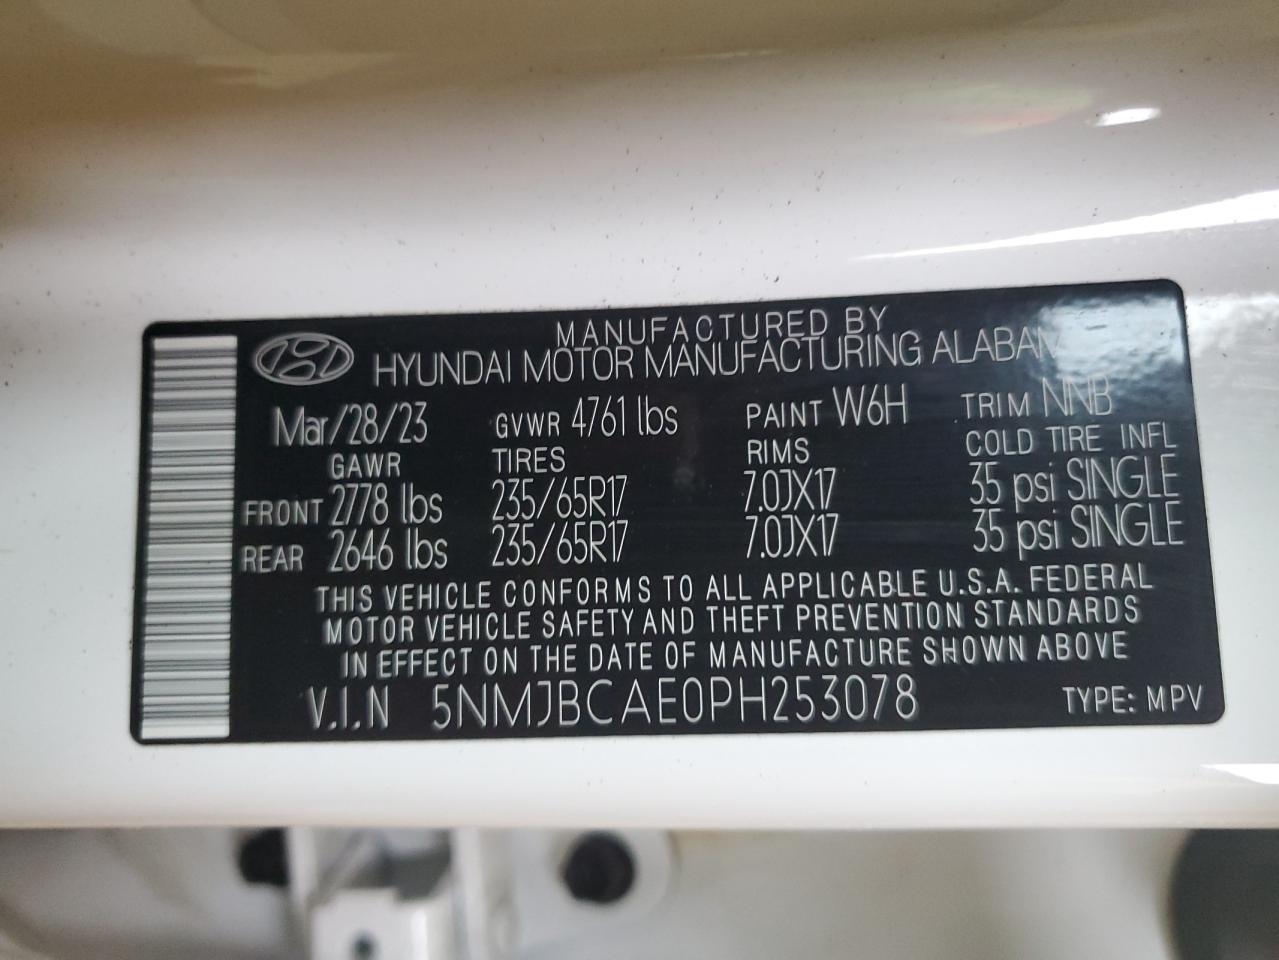 MANUFACTURED BY
HYUNDAI MOTOR MANUFACTURING ALABAMA
Mar/28/23 GVWR 4761 lbs PAINT W6H TRIM NNB
GAWR TIRES RIMS COLD TIRE INFL
FRONT 2778 lbs 235/65R17 7.0JX17 35 psi SINGLE
REAR 2646 lbs 235/65R17 7.0JX17 35 psi SINGLE
THIS VEHICLE CONFORMS TO ALL APPLICABLE U.S.A. FEDERAL
MOTOR VEHICLE SAFETY AND THEFT PREVENTION STANDARDS
IN EFFECT ON THE DATE OF MANUFACTURE SHOWN ABOVE
V.I.N 5NMJBCAE0PH253078 TYPE: MPV